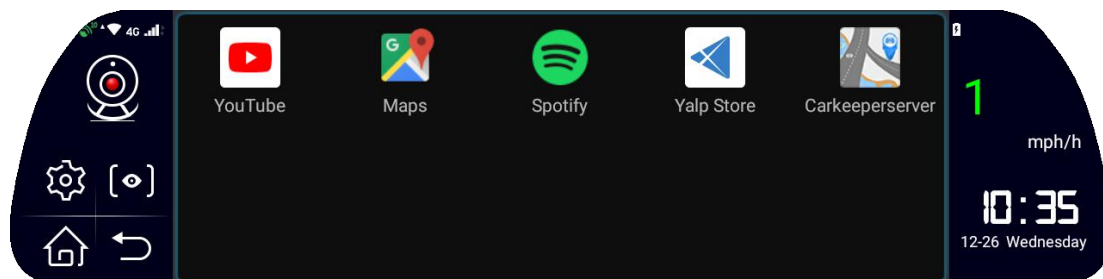 4G
YouTube
Maps
G
Spotify
Yalp Store
Carkeeperserver
1
mph/h
10:35
12-26 Wednesday